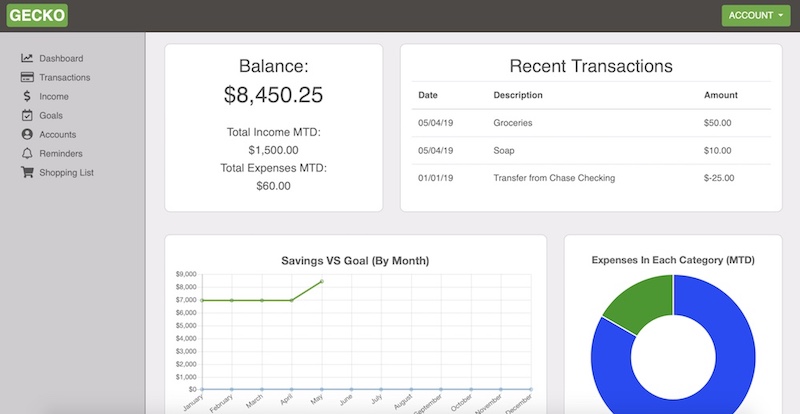 GECKO
ACCOUNT
Dashboard
Transactions
Income
Goals
Accounts
Reminders
Shopping List
Balance:
$8,450.25
Total Income MTD:
$1,500.00
Total Expenses MTD:
$60.00
Recent Transactions
Date Description Amount
05/04/19 Groceries $50.00
05/04/19 Soap $10.00
01/01/19 Transfer from Chase Checking $-25.00
Savings VS Goal (By Month)
$9,000
$8,000
$7,000
$6,000
$5,000
$4,000
$3,000
$2,000
$1,000
$0
January February March April May June July August September October November December
Expenses In Each Category (MTD)